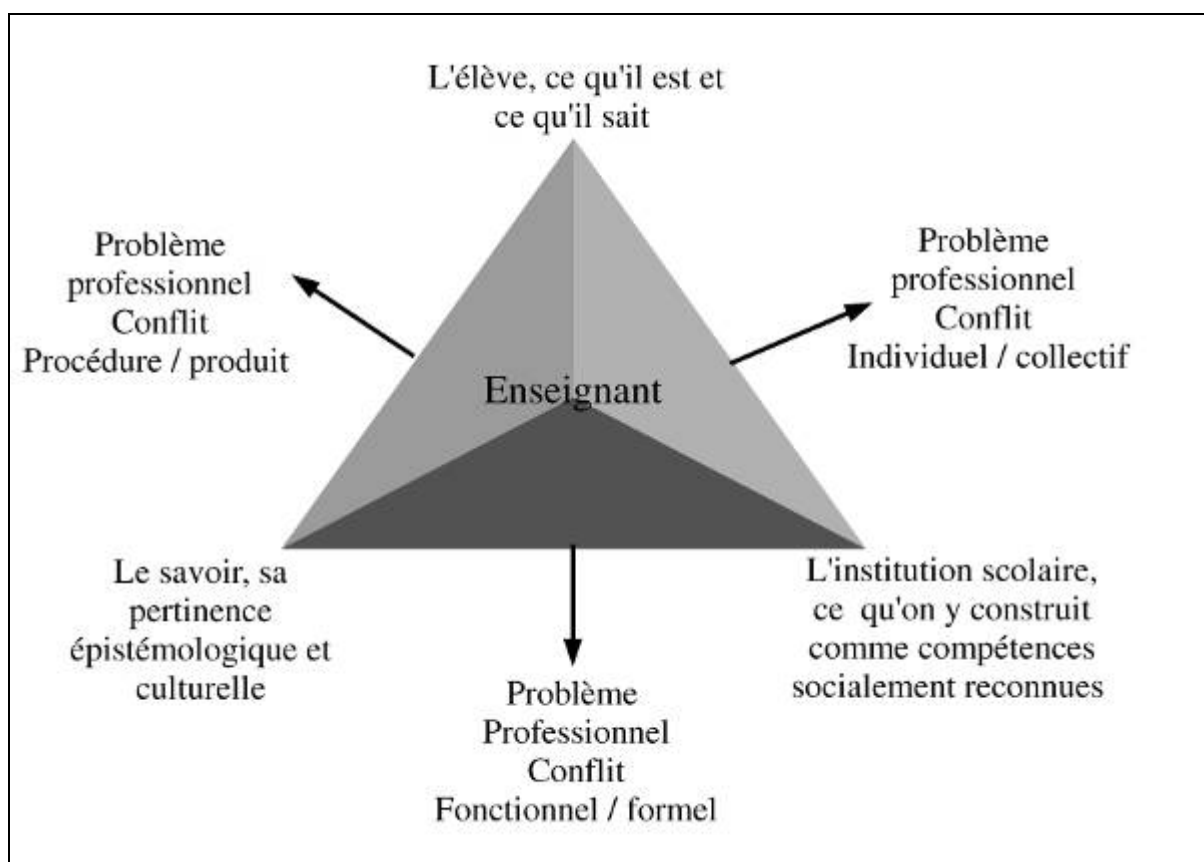 L'élève, ce qu'il est et
ce qu'il sait
Problème
professionnel
Conflit
Procédure / produit
Problème
professionnel
Conflit
Individuel / collectif
Enseignant
Le savoir, sa
pertinence
épistémologique et
culturelle
L'institution scolaire,
ce qu'on y construit
comme compétences
socialement reconnues
Problème
Professionnel
Conflit
Fonctionnel / formel